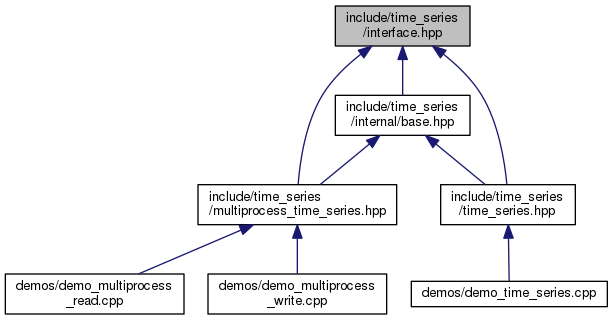 include/time_series
/interface.hpp
include/time_series
/internal/base.hpp
include/time_series
/multiprocess_time_series.hpp
include/time_series
/time_series.hpp
demos/demo_multiprocess
_read.cpp
demos/demo_multiprocess
_write.cpp
demos/demo_time_series.cpp